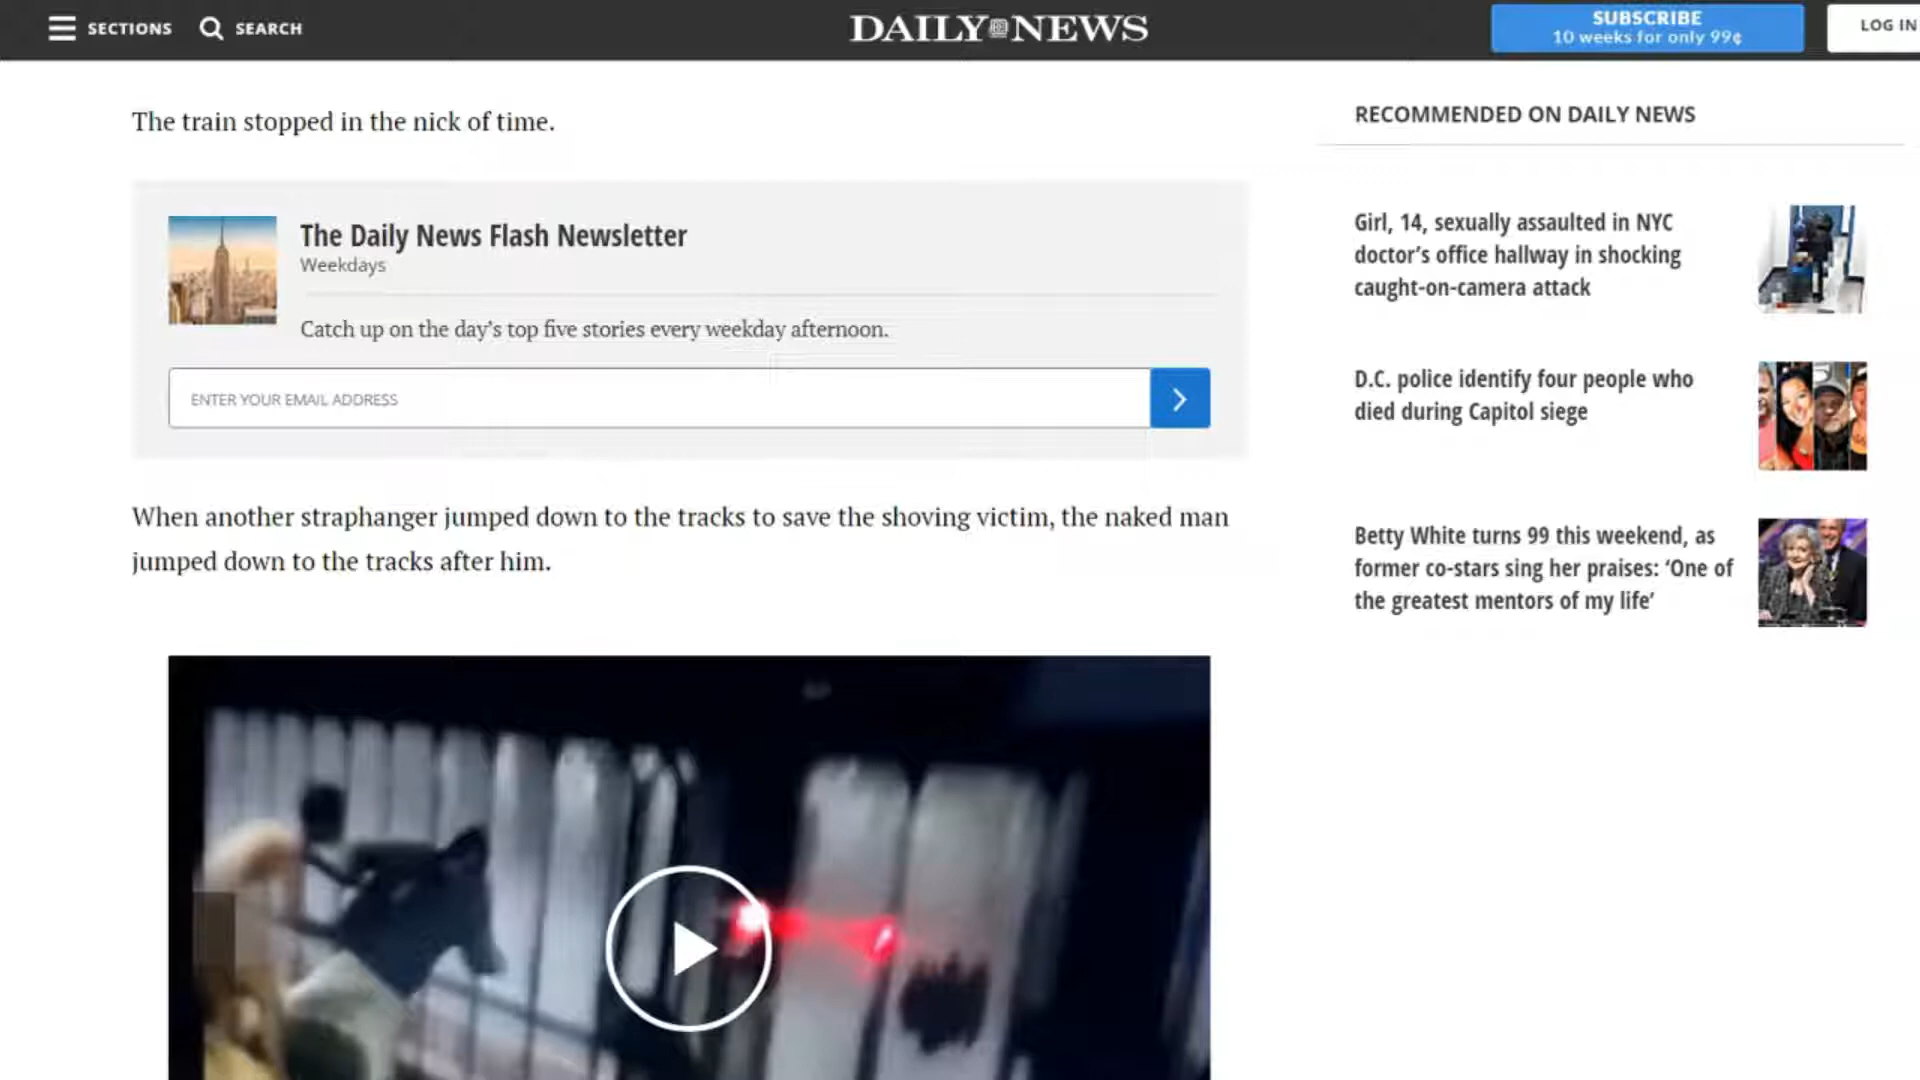 SECTIONS
SEARCH
DAILY NEWS
SUBSCRIBE
10 weeks for only 99¢
LOG IN
The train stopped in the nick of time.
The Daily News Flash Newsletter
Weekdays
Catch up on the day's top five stories every weekday afternoon.
ENTER YOUR EMAIL ADDRESS
When another straphanger jumped down to the tracks to save the shoving victim, the naked man
jumped down to the tracks after him.
RECOMMENDED ON DAILY NEWS
Girl, 14, sexually assaulted in NYC
doctor's office hallway in shocking
caught-on-camera attack
D.C. police identify four people who
died during Capitol siege
Betty White turns 99 this weekend, as
former co-stars sing her praises: ‘One of
the greatest mentors of my life’